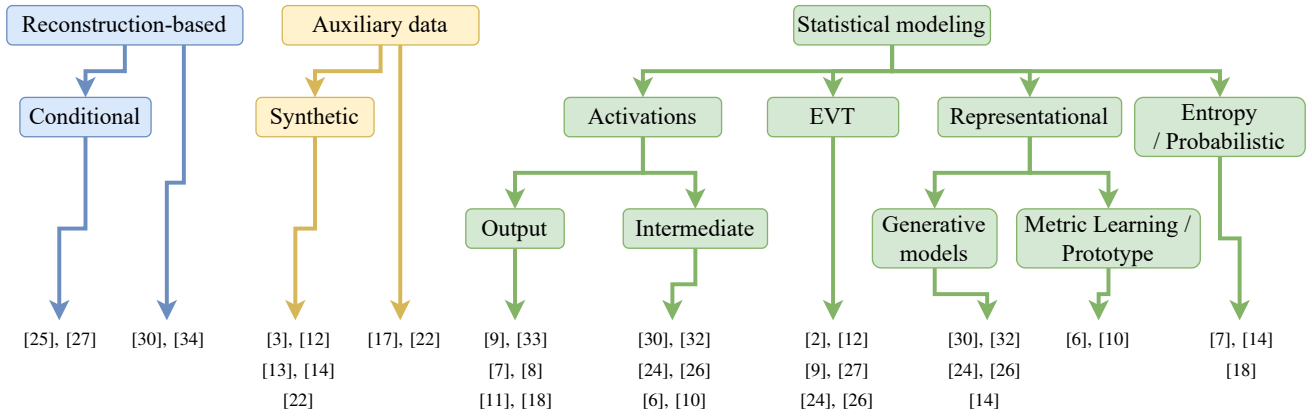 Reconstruction-based
Auxiliary data
Statistical modeling
Conditional
Synthetic
Activations
EVT
Representational
Entropy
/ Probabilistic
Output
Intermediate
Generative
models
Metric Learning /
Prototype
[25], [27]
[30], [34]
[3], [12]
[13], [14]
[22]
[17], [22]
[9], [33]
[7], [8]
[11], [18]
[30], [32]
[24], [26]
[6], [10]
[2], [12]
[9], [27]
[24], [26]
[30], [32]
[24], [26]
[14]
[6], [10]
[7], [14]
[18]